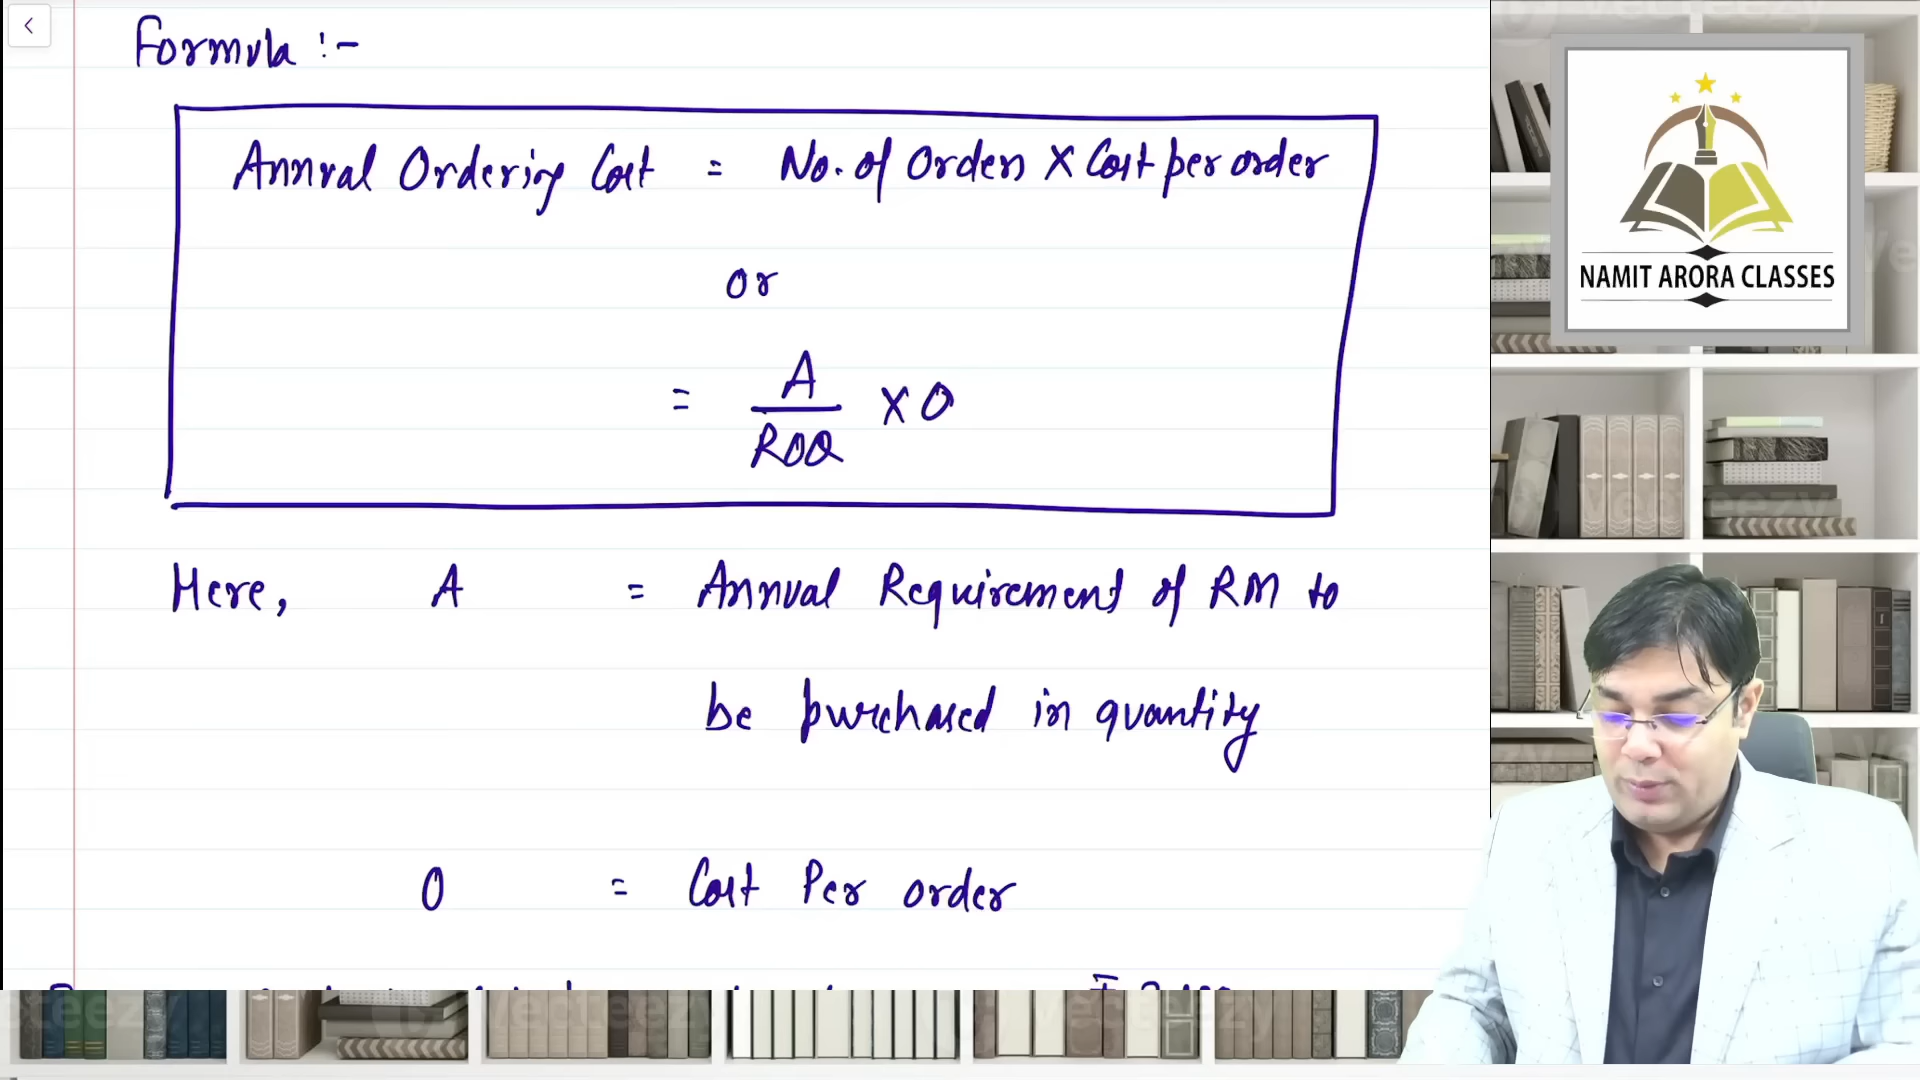 Formula :-
Annual Ordering Cost = No. of Orders X Cost per order
or
= A / ROQ X O
Here, A = Annual Requirement of RM to
be purchased in quantity
O = Cost Per order
NAMIT ARORA CLASSES